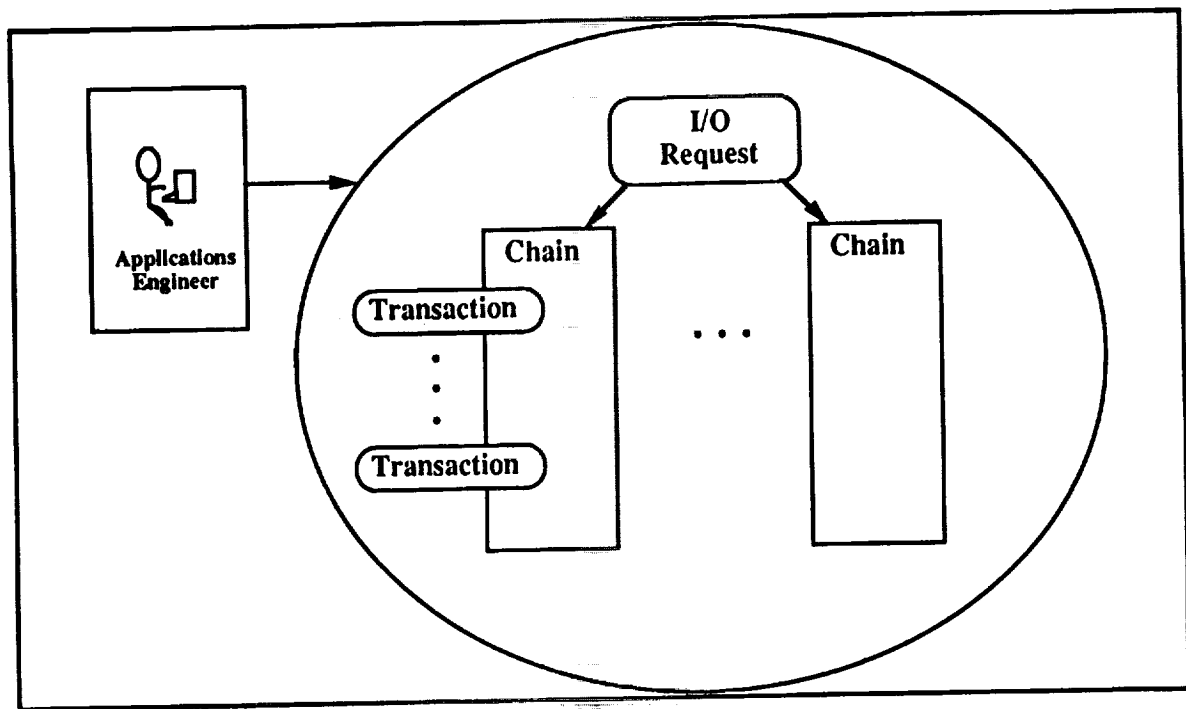 I/O
Request
Applications
Engineer
Chain
Chain
Transaction
Transaction